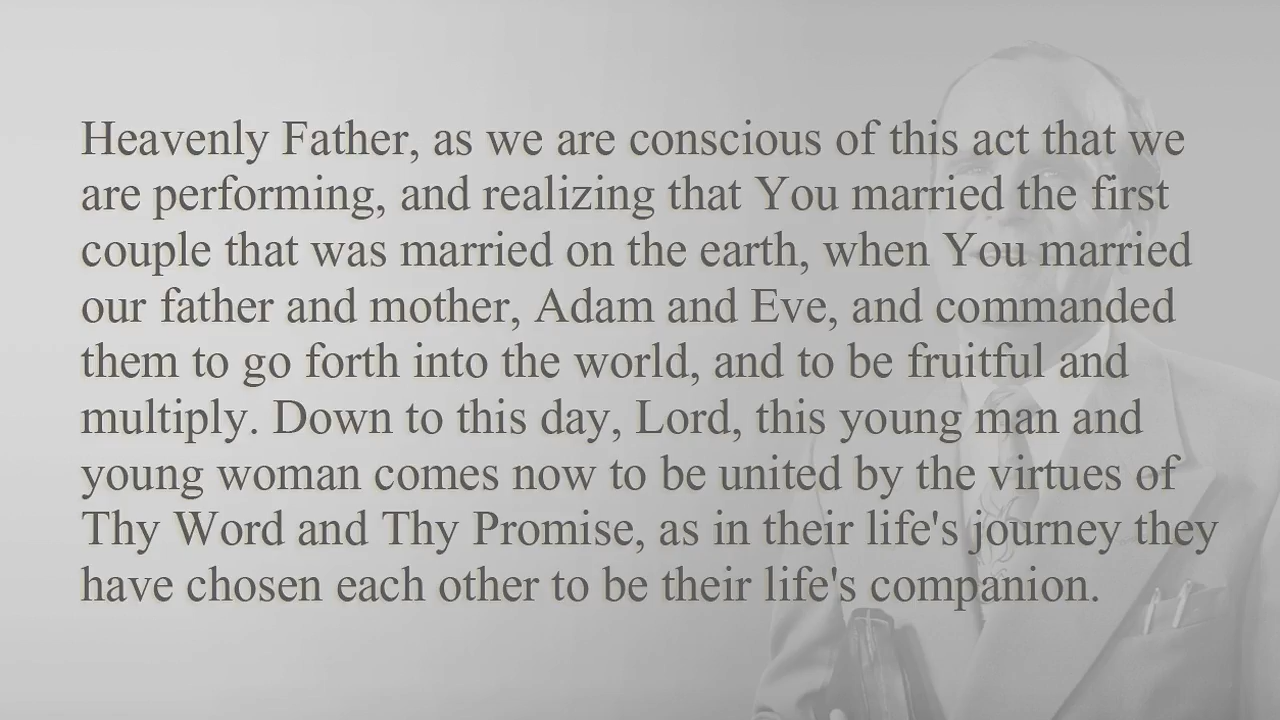 Heavenly Father, as we are conscious of this act that we
are performing, and realizing that You married the first
couple that was married on the earth, when You married
our father and mother, Adam and Eve, and commanded
them to go forth into the world, and to be fruitful and
multiply. Down to this day, Lord, this young man and
young woman comes now to be united by the virtues of
Thy Word and Thy Promise, as in their life's journey they
have chosen each other to be their life's companion.